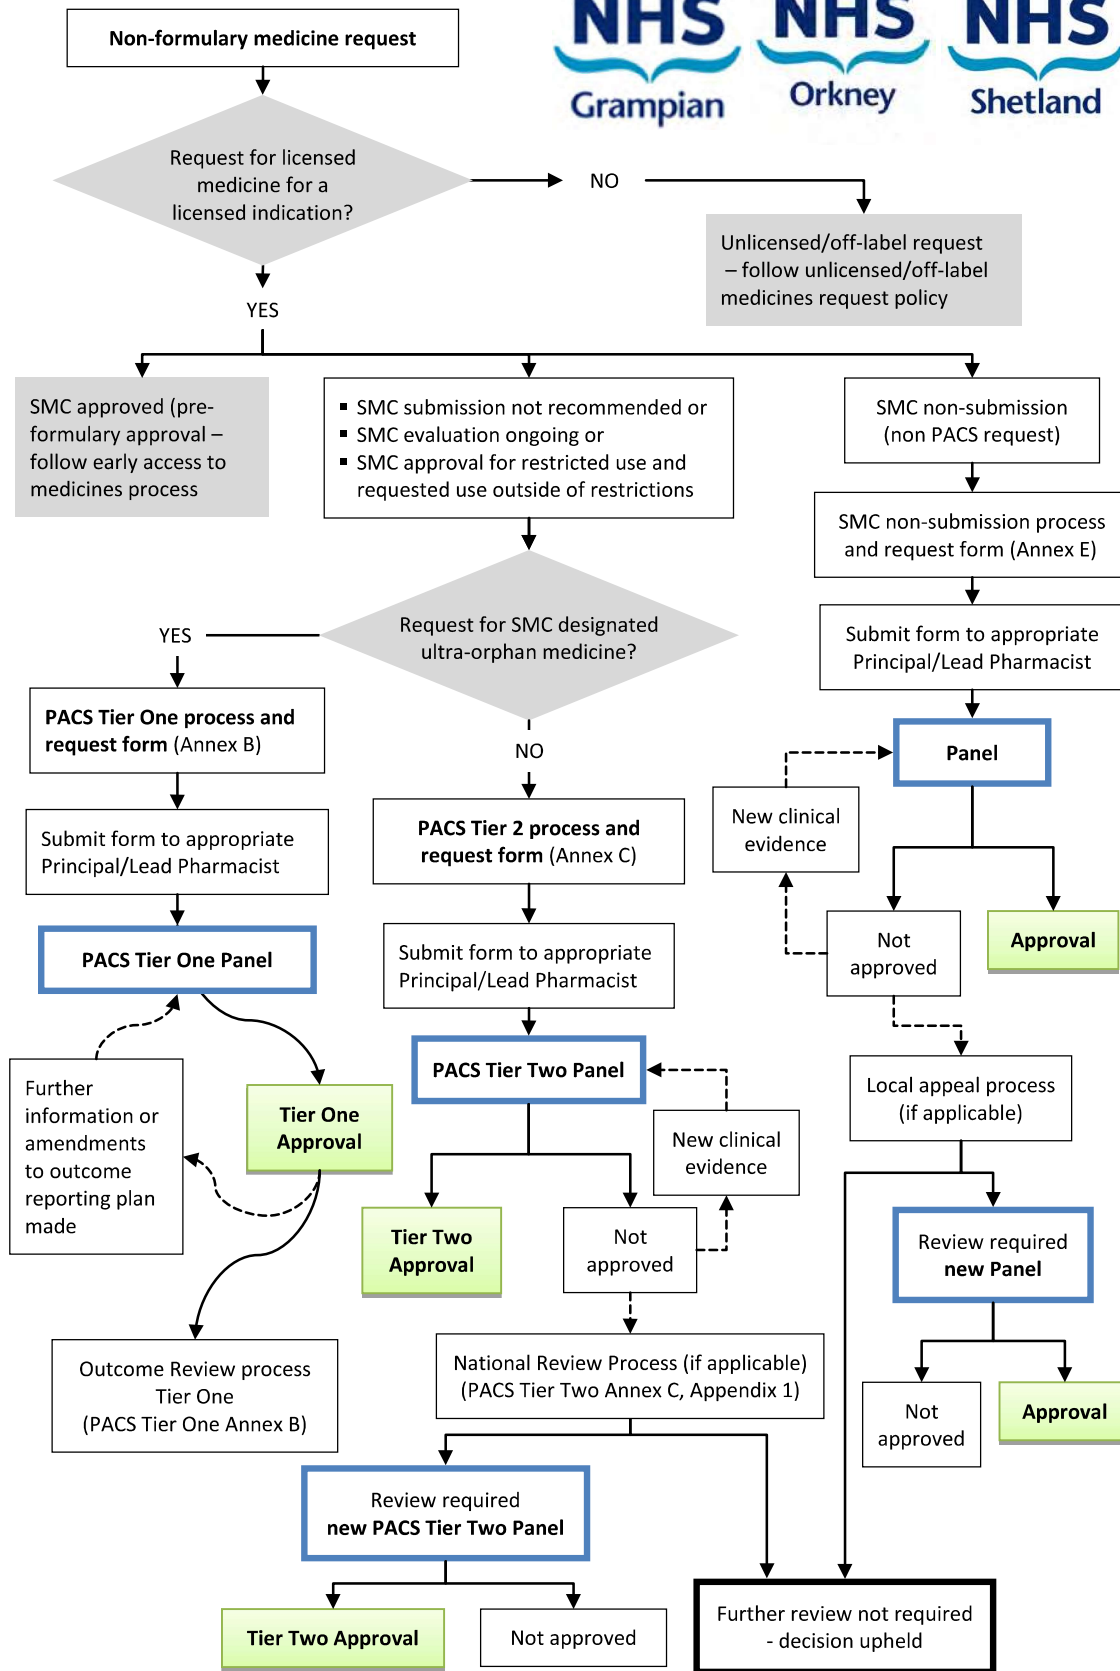 NHS
Grampian
NHS
Orkney
NHS
Shetland
Non-formulary medicine request
Request for licensed
medicine for a
licensed indication?
NO
Unlicensed/off-label request
– follow unlicensed/off-label
medicines request policy
YES
SMC approved (pre-
formulary approval –
follow early access to
medicines process
▪ SMC submission not recommended or
▪ SMC evaluation ongoing or
▪ SMC approval for restricted use and
requested use outside of restrictions
SMC non-submission
(non PACS request)
SMC non-submission process
and request form (Annex E)
Submit form to appropriate
Principal/Lead Pharmacist
Request for SMC designated
ultra-orphan medicine?
YES
PACS Tier One process and
request form (Annex B)
Submit form to appropriate
Principal/Lead Pharmacist
PACS Tier One Panel
Further
information or
amendments
to outcome
reporting plan
made
Tier One
Approval
Outcome Review process
Tier One
(PACS Tier One Annex B)
NO
PACS Tier 2 process and
request form (Annex C)
Submit form to appropriate
Principal/Lead Pharmacist
PACS Tier Two Panel
New clinical
evidence
Tier Two
Approval
Not
approved
National Review Process (if applicable)
(PACS Tier Two Annex C, Appendix 1)
Review required
new PACS Tier Two Panel
Tier Two Approval
Not approved
Panel
New clinical
evidence
Not
approved
Approval
Local appeal process
(if applicable)
Review required
new Panel
Not
approved
Approval
Further review not required
- decision upheld